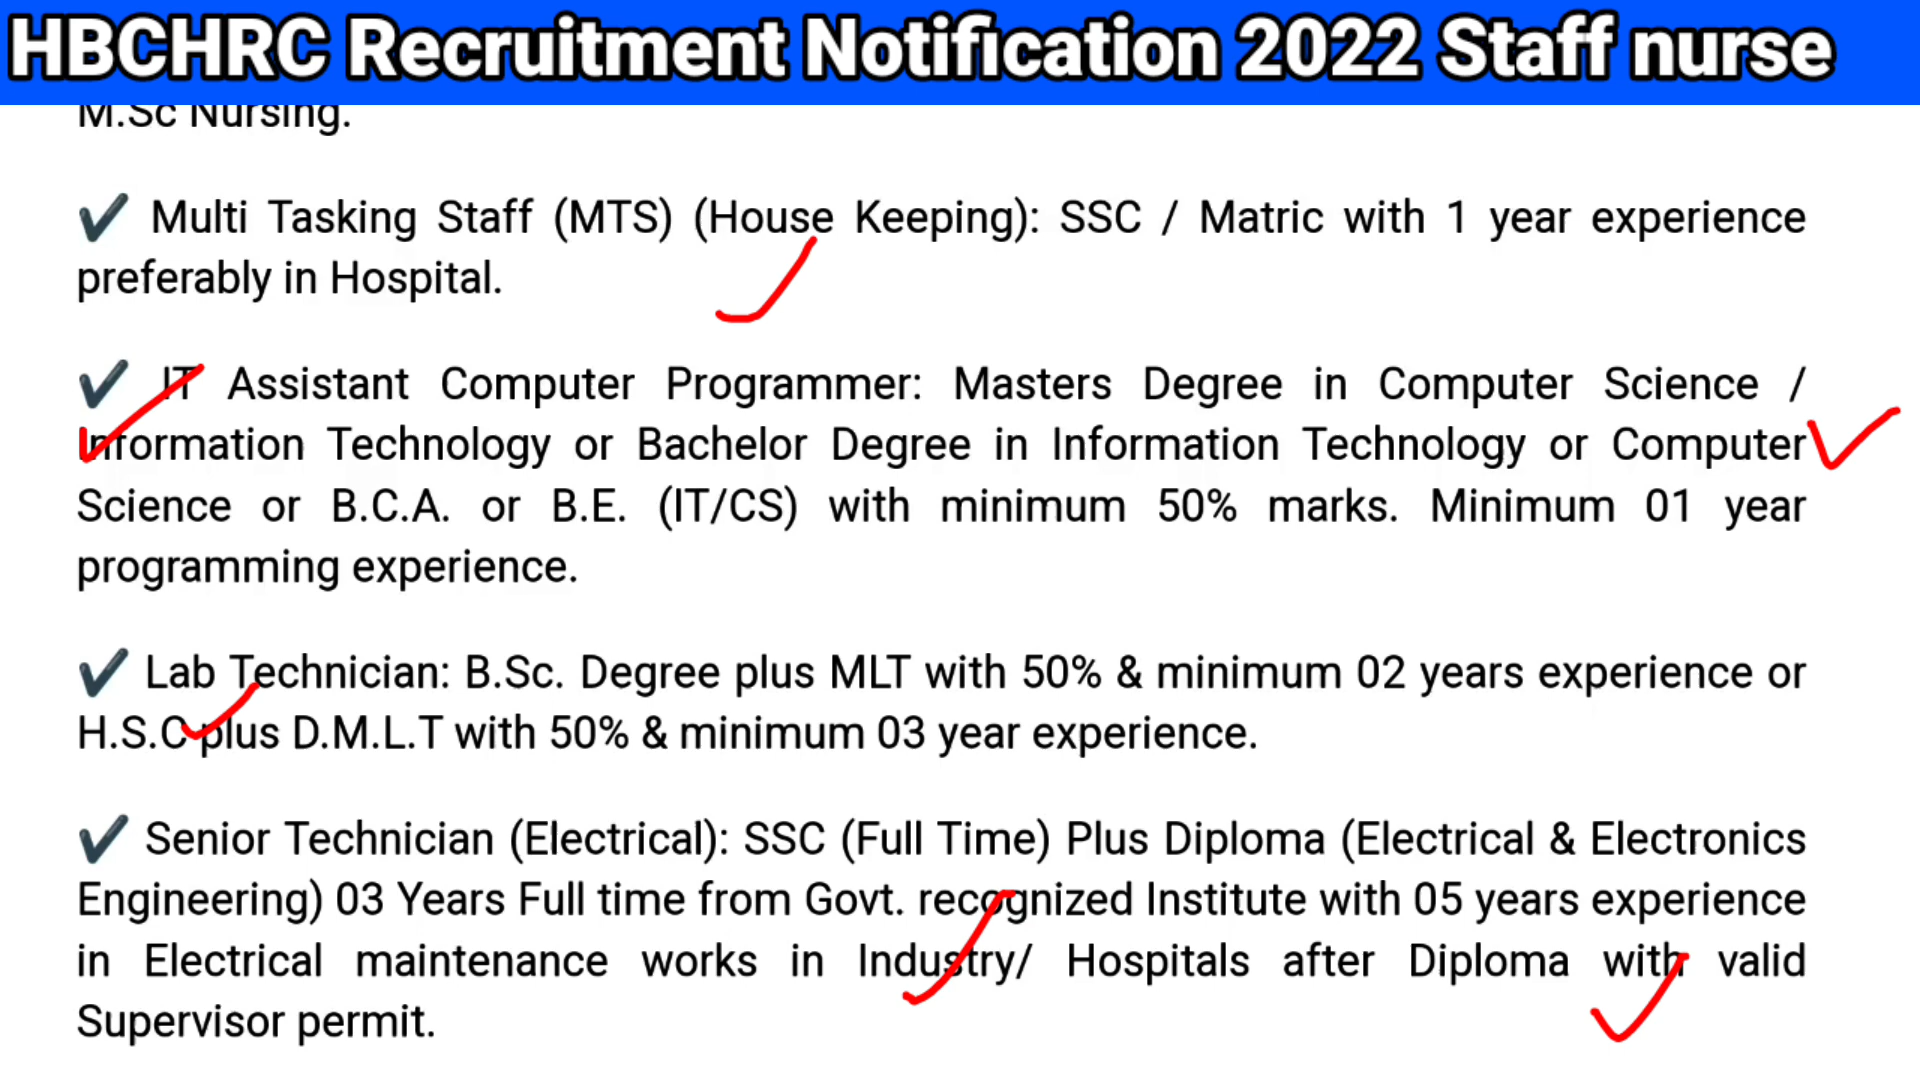 HBCHRC Recruitment Notification 2022 Staff nurse
M.Sc Nursing.
✔ Multi Tasking Staff (MTS) (House Keeping): SSC / Matric with 1 year experience
preferably in Hospital.
✔ IT Assistant Computer Programmer: Masters Degree in Computer Science /
Information Technology or Bachelor Degree in Information Technology or Computer
Science or B.C.A. or B.E. (IT/CS) with minimum 50% marks. Minimum 01 year
programming experience.
✔ Lab Technician: B.Sc. Degree plus MLT with 50% & minimum 02 years experience or
H.S.C plus D.M.L.T with 50% & minimum 03 year experience.
✔ Senior Technician (Electrical): SSC (Full Time) Plus Diploma (Electrical & Electronics
Engineering) 03 Years Full time from Govt. recognized Institute with 05 years experience
in Electrical maintenance works in Industry/ Hospitals after Diploma with valid
Supervisor permit.